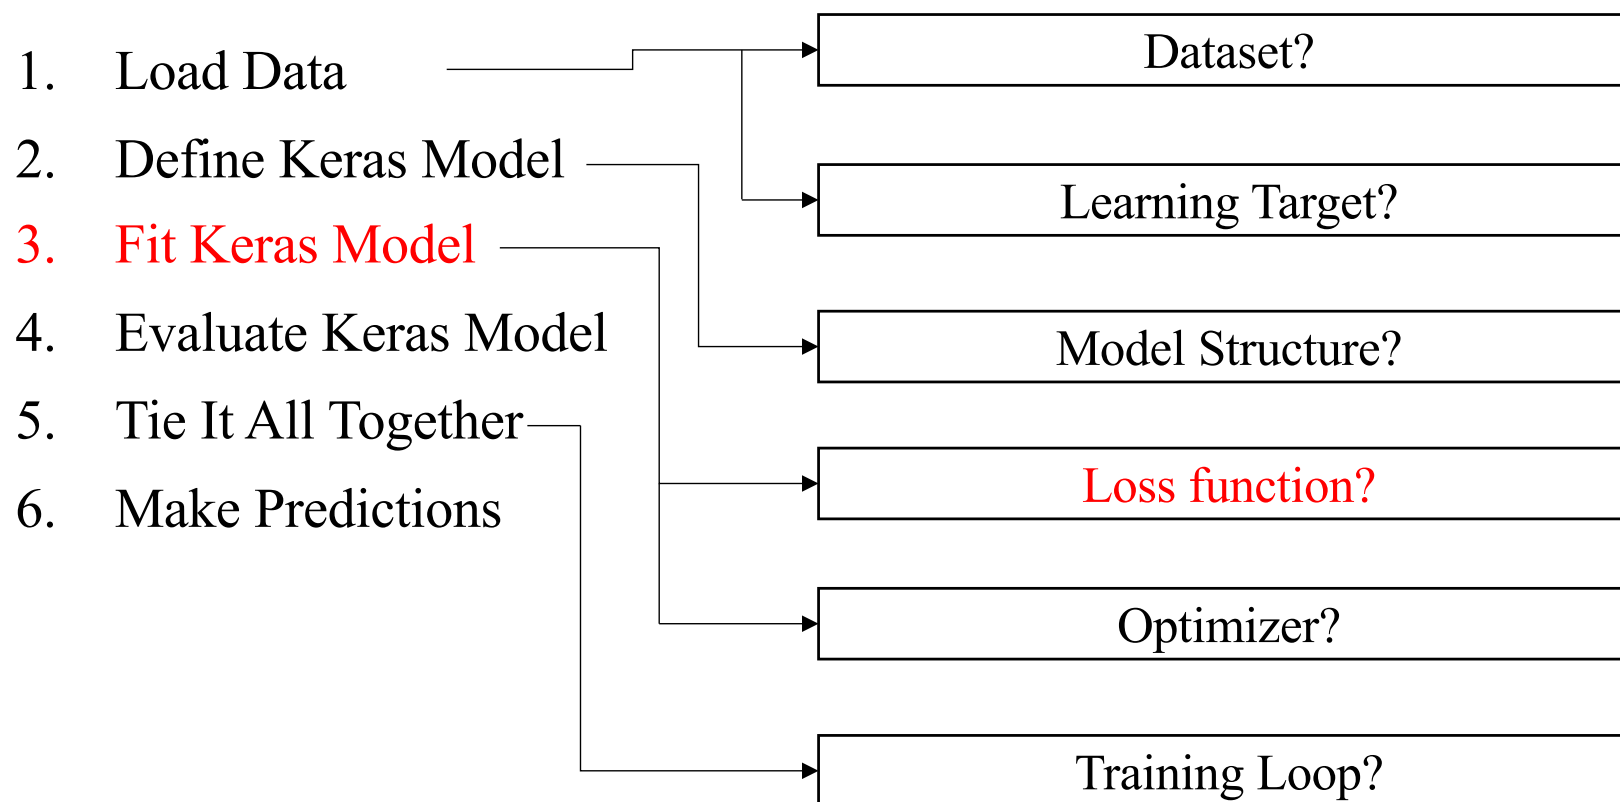 1. Load Data
2. Define Keras Model
3. Fit Keras Model
4. Evaluate Keras Model
5. Tie It All Together
6. Make Predictions
Dataset?
Learning Target?
Model Structure?
Loss function?
Optimizer?
Training Loop?